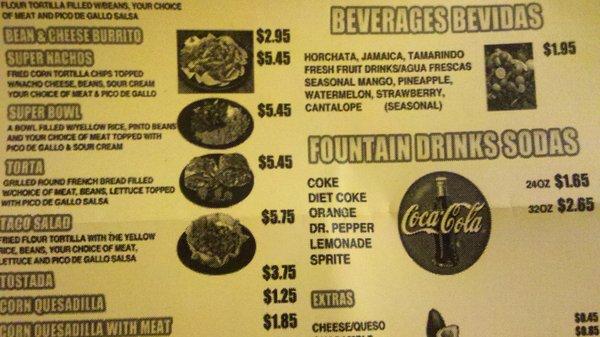 FLOUR TORTILLA FILLED W/BEANS, YOUR CHOICE
OF MEAT AND PICO DE GALLO SALSA
BEAN & CHEESE BURRITO $2.95
SUPER NACHOS $5.45
FRIED CORN TORTILLA CHIPS TOPPED
W/NACHO CHEESE, BEANS, SOUR CREAM
YOUR CHOICE OF MEAT & PICO DE GALLO
SUPER BOWL $5.45
A BOWL FILLED W/YELLOW RICE, PINTO BEANS
AND YOUR CHOICE OF MEAT TOPPED WITH
PICO DE GALLO & SOUR CREAM
TORTA $5.45
GRILLED ROUND FRENCH BREAD FILLED
W/CHOICE OF MEAT, BEANS, LETTUCE TOPPED
WITH PICO DE GALLO SALSA
TACO SALAD $5.75
FRIED FLOUR TORTILLA WITH THE YELLOW
RICE, BEANS, YOUR CHOICE OF MEAT,
LETTUCE AND PICO DE GALLO SALSA
TOSTADA $3.75
CORN QUESADILLA $1.25
CORN QUESADILLA WITH MEAT $1.85
BEVERAGES BEVIDAS
HORCHATA, JAMAICA, TAMARINDO $1.95
FRESH FRUIT DRINKS/AGUA FRESCAS
SEASONAL MANGO, PINEAPPLE,
WATERMELON, STRAWBERRY,
CANTALOPE (SEASONAL)
FOUNTAIN DRINKS SODAS
COKE 24OZ $1.65
DIET COKE 32OZ $2.65
ORANGE
DR. PEPPER
LEMONADE
SPRITE
Coca-Cola
EXTRAS
CHEESE/QUESO $0.45
$0.85